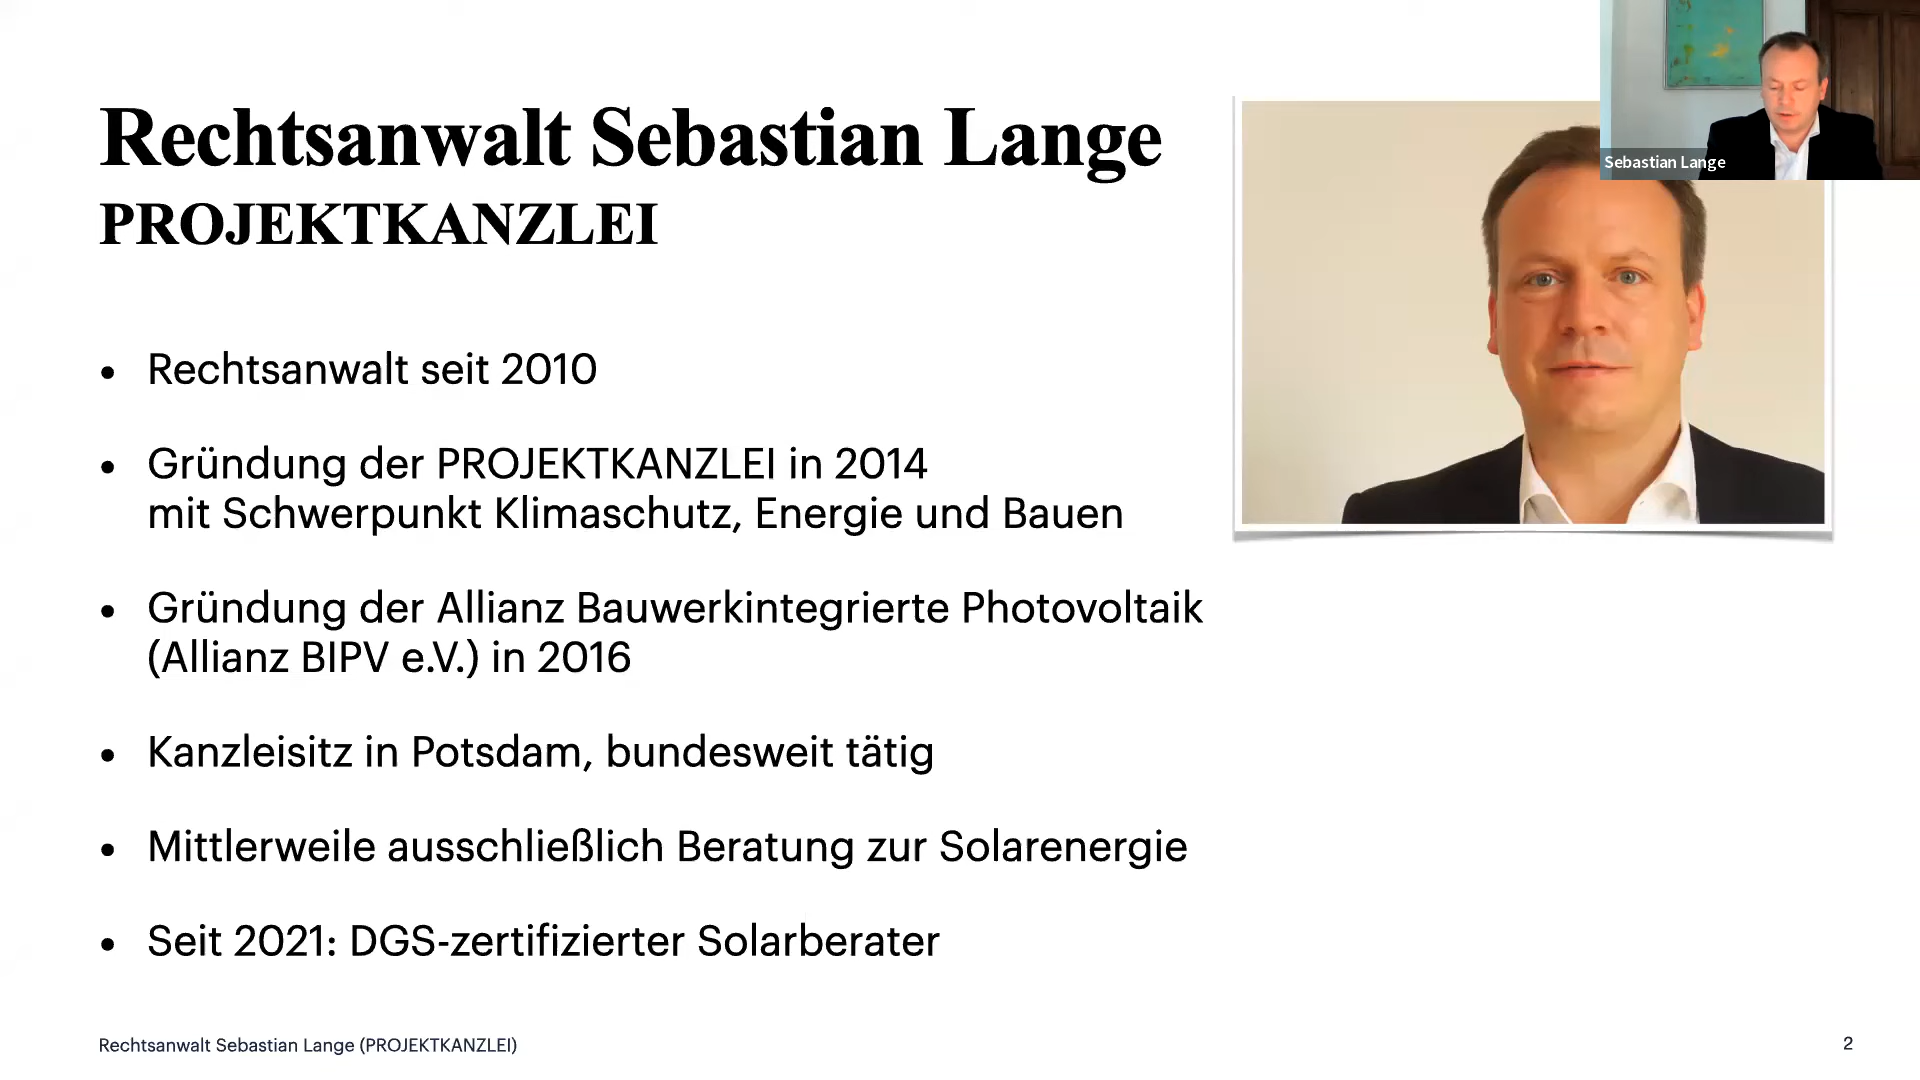 Rechtsanwalt Sebastian Lange
PROJEKTKANZLEI
Sebastian Lange
• Rechtsanwalt seit 2010
• Gründung der PROJEKTKANZLEI in 2014
mit Schwerpunkt Klimaschutz, Energie und Bauen
• Gründung der Allianz Bauwerkintegrierte Photovoltaik
(Allianz BIPV e.V.) in 2016
• Kanzleisitz in Potsdam, bundesweit tätig
• Mittlerweile ausschließlich Beratung zur Solarenergie
• Seit 2021: DGS-zertifizierter Solarberater
Rechtsanwalt Sebastian Lange (PROJEKTKANZLEI)
2